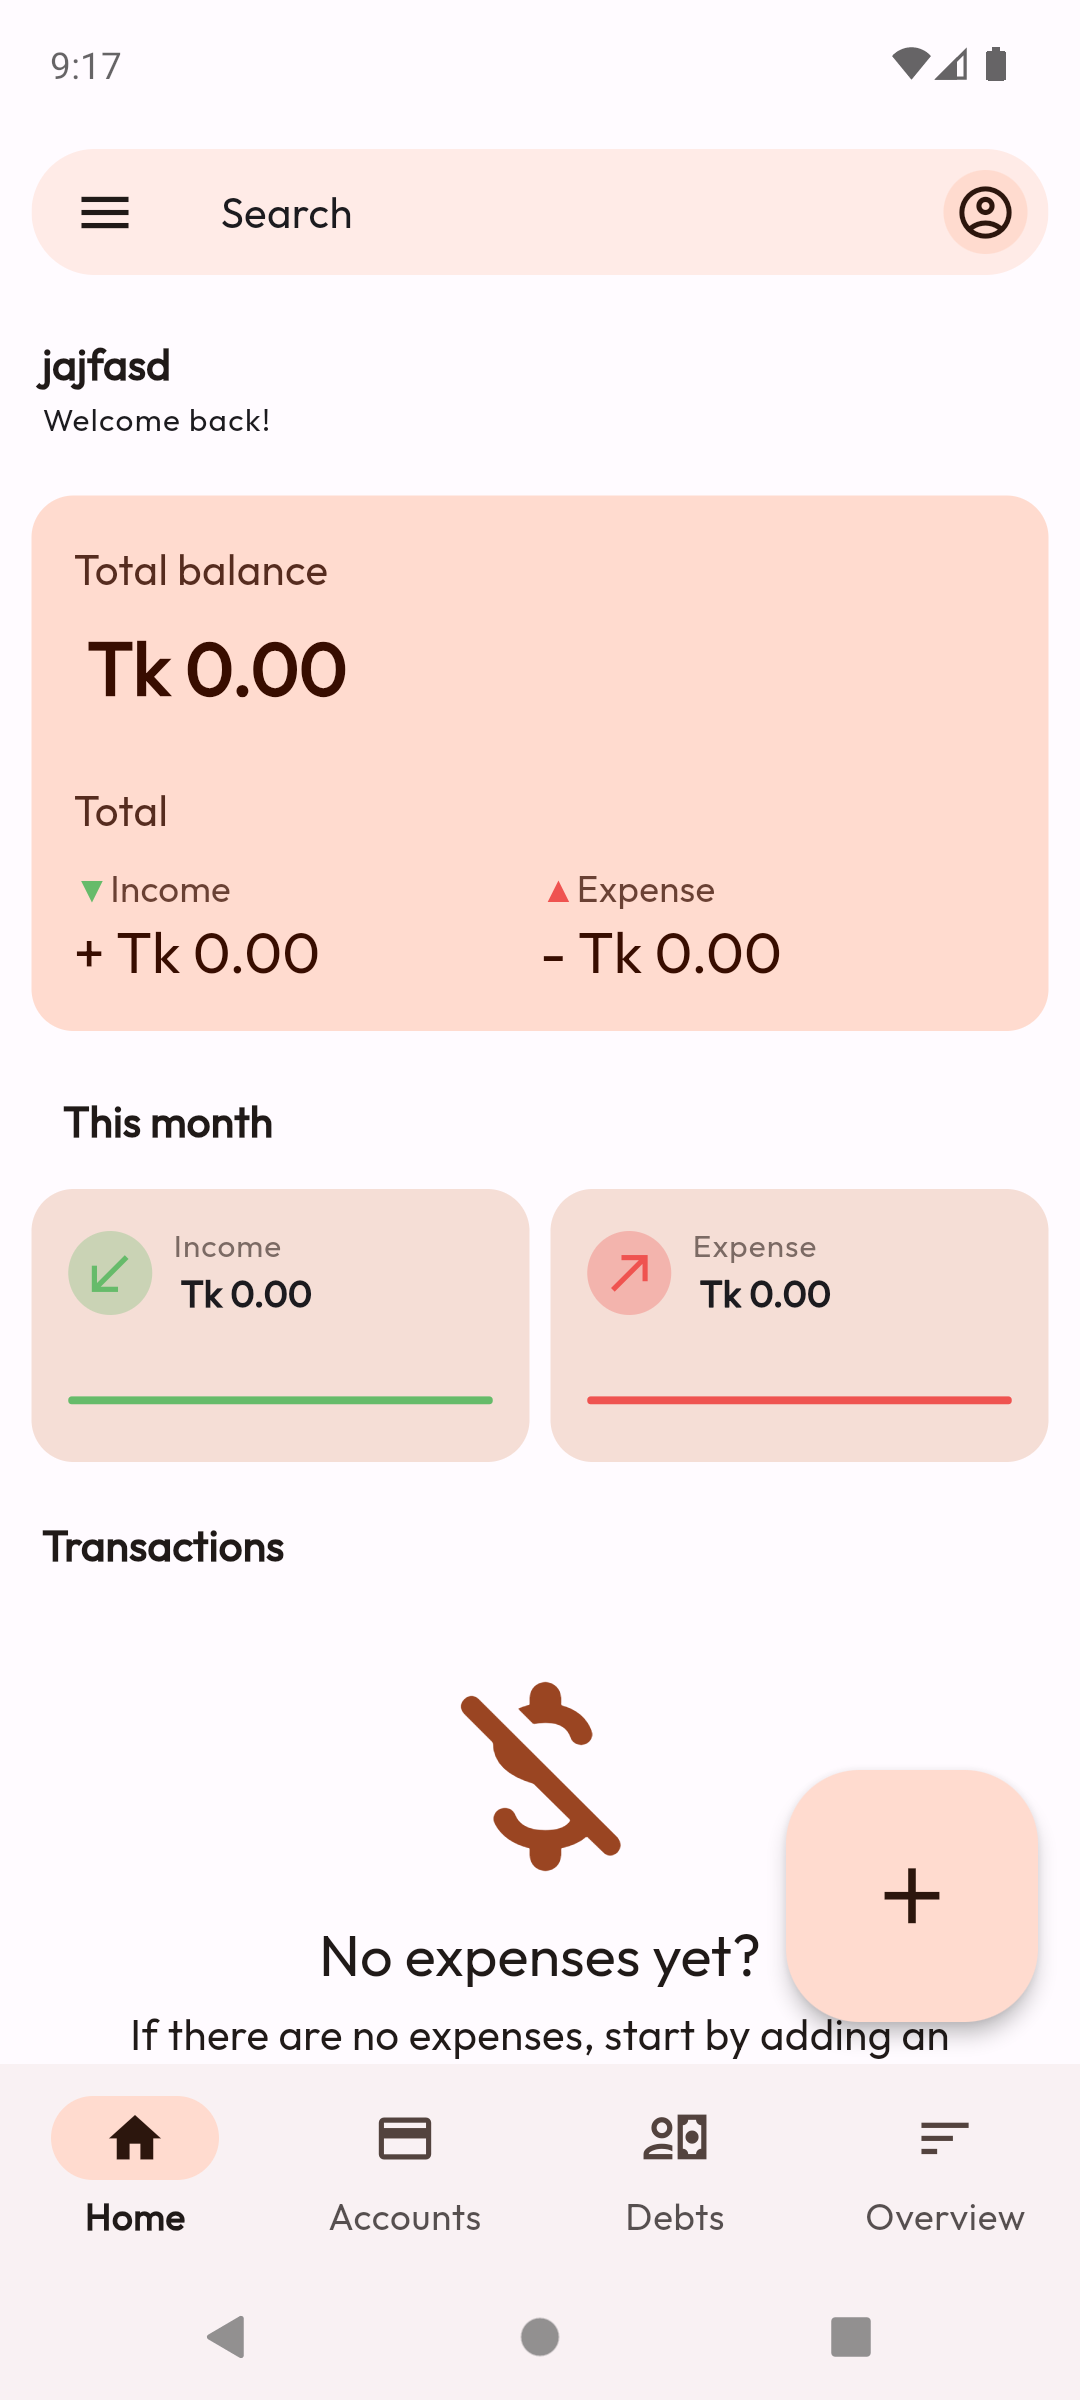 9:17
Search
jajfasd
Welcome back!
Total balance
Tk 0.00
Total
▼Income ▲Expense
+ Tk 0.00 - Tk 0.00
This month
Income Expense
Tk 0.00 Tk 0.00
Transactions
No expenses yet?
If there are no expenses, start by adding an
Home Accounts Debts Overview